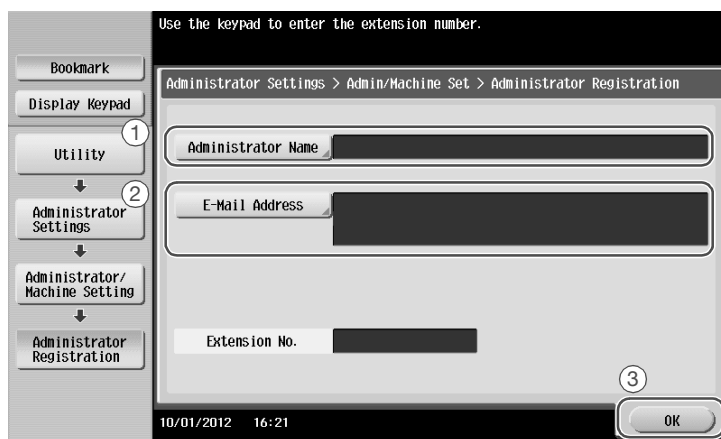 Use the keypad to enter the extension number.
Bookmark
Display Keypad
Administrator Settings > Admin/Machine Set > Administrator Registration
1
Utility
Administrator Name
2
Administrator
Settings
E-Mail Address
Administrator/
Machine Setting
Administrator
Registration
Extension No.
3
10/01/2012 16:21
OK